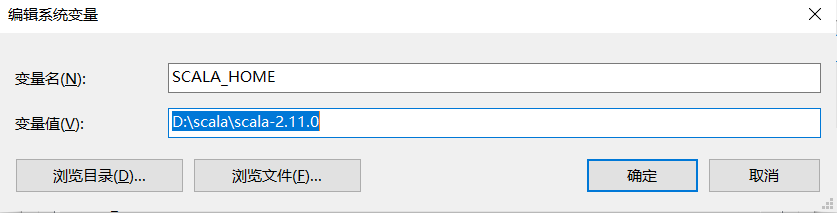 编辑系统变量
变量名(N): SCALA_HOME
变量值(V): D:\scala\scala-2.11.0
浏览目录(D)... 浏览文件(F)... 确定 取消